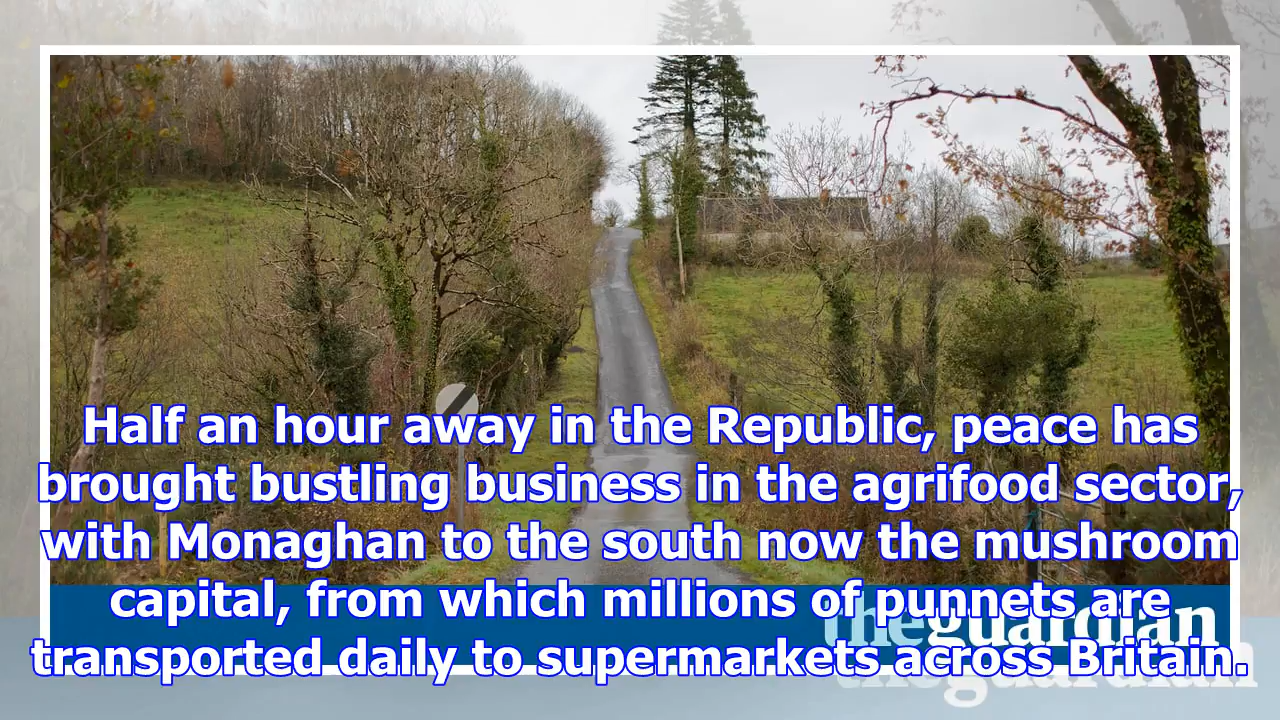 Half an hour away in the Republic, peace has
brought bustling business in the agrifood sector,
with Monaghan to the south now the mushroom
capital, from which millions of punnets are
transported daily to supermarkets across Britain.
theguardian
theguardian